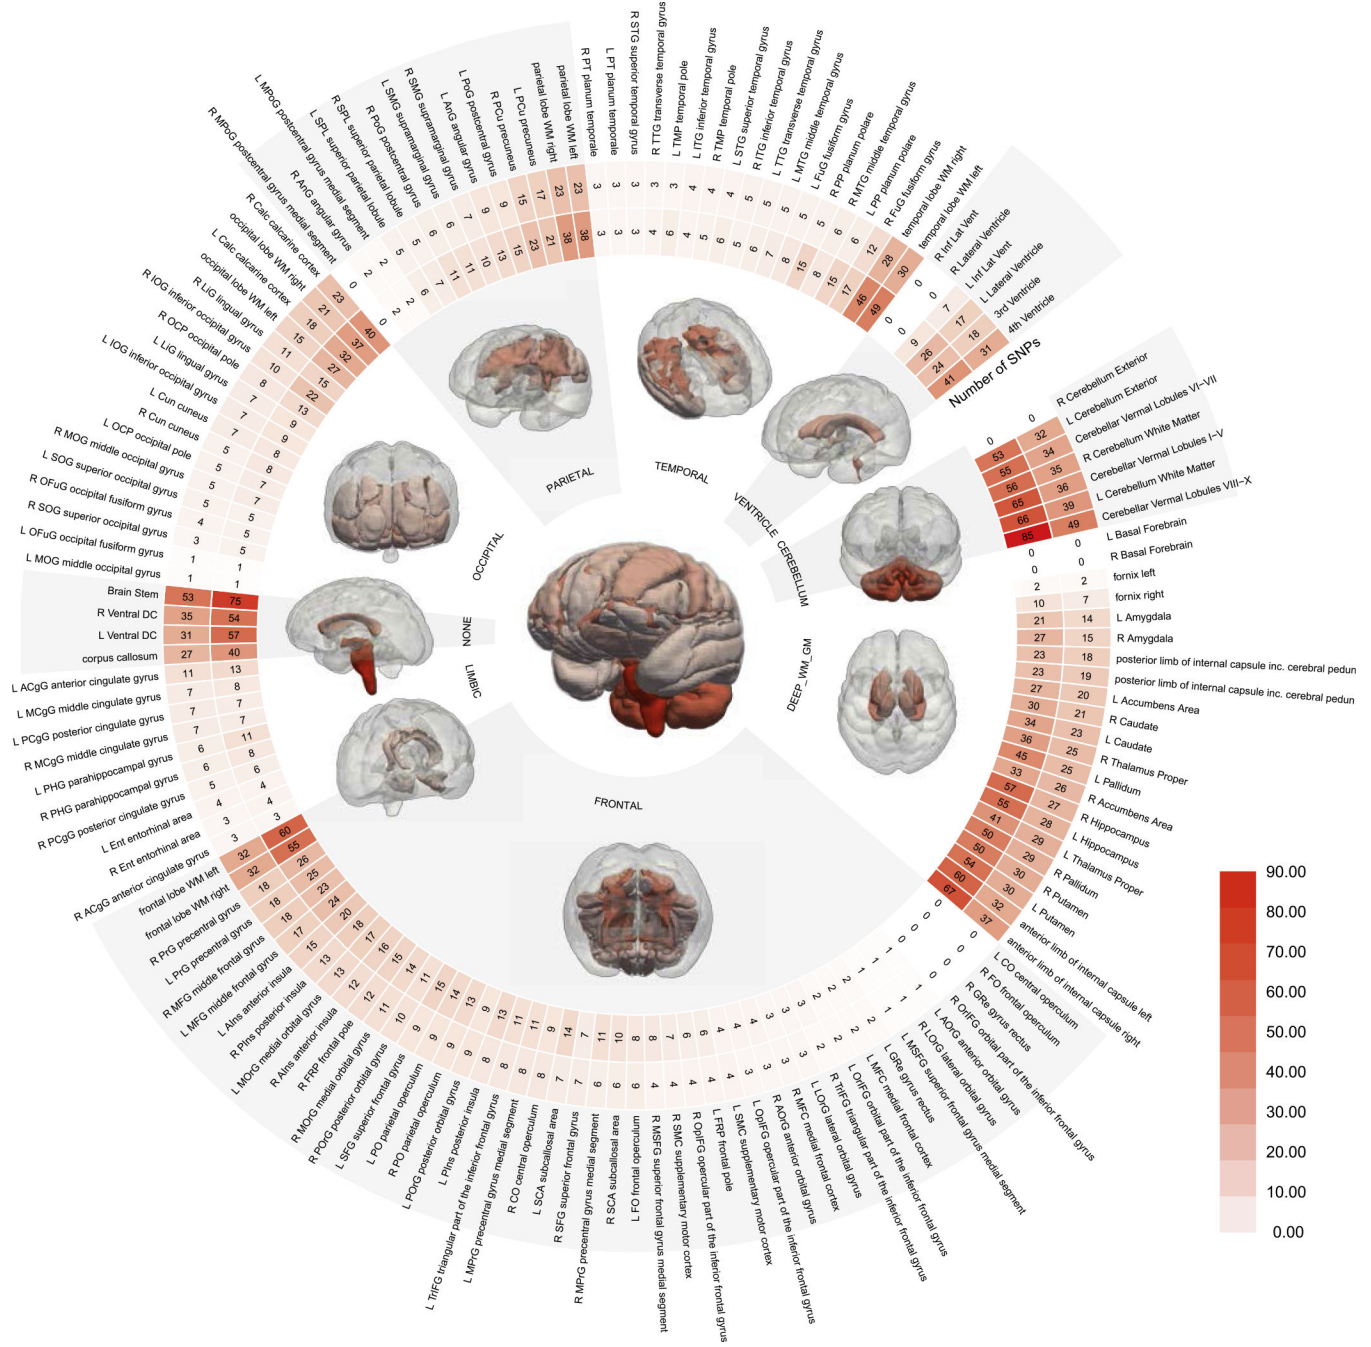 R PT planum temporale
L PT planum temporale
R STG superior temporal gyrus
R TTG transverse temporal gyrus
L TMP temporal pole
L ITG inferior temporal gyrus
R TMP temporal pole
L STG superior temporal gyrus
R ITG inferior temporal gyrus
L TTG transverse temporal gyrus
L MTG middle temporal gyrus
L FuG fusiform gyrus
R PP planum polare
R MTG middle temporal gyrus
L PP planum polare
R FuG fusiform gyrus
temporal lobe WM right
temporal lobe WM left
R Inf Lat Vent
R Lateral Ventricle
L Inf Lat Vent
L Lateral Ventricle
3rd Ventricle
4th Ventricle
Number of SNPs
R Cerebellum Exterior
L Cerebellum Exterior
Cerebellar Vermal Lobules VI-VII
R Cerebellum White Matter
Cerebellar Vermal Lobules I-V
L Cerebellum White Matter
Cerebellar Vermal Lobules VIII-X
L Basal Forebrain
R Basal Forebrain
fornix left
fornix right
L Amygdala
R Amygdala
posterior limb of internal capsule inc. cerebral pedun
posterior limb of internal capsule inc. cerebral pedun
L Accumbens Area
R Caudate
L Caudate
R Thalamus Proper
L Pallidum
R Accumbens Area
R Hippocampus
L Hippocampus
L Thalamus Proper
R Pallidum
R Putamen
L Putamen
anterior limb of internal capsule left
anterior limb of internal capsule right
L CO central operculum
R FO frontal operculum
R GRe gyrus rectus
R OrIFG orbital part of the inferior frontal gyrus
L AOrG anterior orbital gyrus
R LOrG lateral orbital gyrus
L MSFG superior frontal gyrus medial segment
L GRe gyrus rectus
L MFC medial frontal cortex
L OrIFG orbital part of the inferior frontal gyrus
R TrIFG triangular part of the inferior frontal gyrus
L LOrG lateral orbital gyrus
R MFC medial frontal cortex
R AOrG anterior orbital gyrus
L OpIFG opercular part of the inferior frontal gyrus
L SMC supplementary motor cortex
L FRP frontal pole
R OpIFG opercular part of the inferior frontal gyrus
R SMC supplementary motor cortex
R MSFG superior frontal gyrus medial segment
L FO frontal operculum
R SCA subcallosal area
R MPrG precentral gyrus medial segment
R SFG superior frontal gyrus
L SCA subcallosal area
R CO central operculum
L MPrG precentral gyrus medial segment
L TrIFG triangular part of the inferior frontal gyrus
L PIns posterior insula
L POrG posterior orbital gyrus
R PO parietal operculum
L PO parietal operculum
L SFG superior frontal gyrus
R POrG posterior orbital gyrus
R MOrG medial orbital gyrus
R FRP frontal pole
R AIns anterior insula
L MOrG medial orbital gyrus
R PIns posterior insula
L AIns anterior insula
L MFG middle frontal gyrus
R MFG middle frontal gyrus
L PrG precentral gyrus
R PrG precentral gyrus
frontal lobe WM right
frontal lobe WM left
R ACgG anterior cingulate gyrus
R Ent entorhinal area
L Ent entorhinal area
R PCgG posterior cingulate gyrus
R PHG parahippocampal gyrus
L PHG parahippocampal gyrus
R MCgG middle cingulate gyrus
L PCgG posterior cingulate gyrus
L MCgG middle cingulate gyrus
L ACgG anterior cingulate gyrus
corpus callosum 27 40
L Ventral DC 31 57
R Ventral DC 35 54
Brain Stem 53 75
L MOG middle occipital gyrus
L OFuG occipital fusiform gyrus
R SOG superior occipital gyrus
R OFuG occipital fusiform gyrus
L SOG superior occipital gyrus
R MOG middle occipital gyrus
L OCP occipital pole
R Cun cuneus
L Cun cuneus
L IOG inferior occipital gyrus
L LiG lingual gyrus
R OCP occipital pole
R IOG inferior occipital gyrus
R LiG lingual gyrus
occipital lobe WM left
L Calc calcarine cortex
occipital lobe WM right
R Calc calcarine cortex
R AnG angular gyrus
R MPoG postcentral gyrus medial segment
L MPoG postcentral gyrus medial segment
L SPL superior parietal lobule
R SPL superior parietal lobule
R PoG postcentral gyrus
L SMG supramarginal gyrus
R SMG supramarginal gyrus
L AnG angular gyrus
L PoG postcentral gyrus
R PCu precuneus
L PCu precuneus
parietal lobe WM right
parietal lobe WM left
PARIETAL
TEMPORAL
VENTRICLE
CEREBELLUM
DEEP_WM_GM
FRONTAL
LIMBIC
NONE
OCCIPITAL
90.00
80.00
70.00
60.00
50.00
40.00
30.00
20.00
10.00
0.00